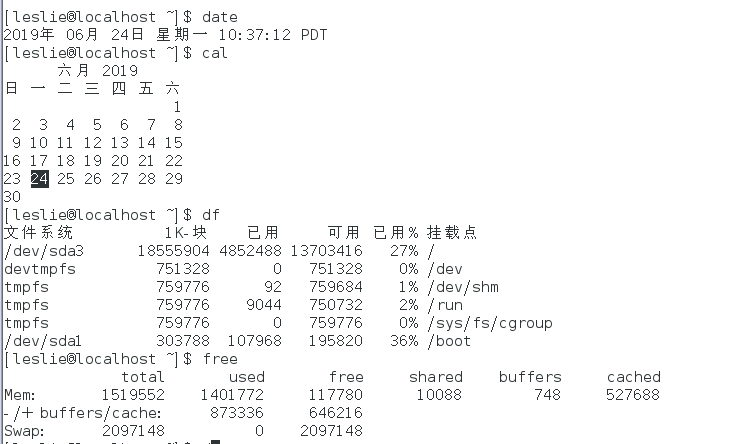 [leslie@localhost ~]$ date
2019年 06月 24日 星期一 10:37:12 PDT
[leslie@localhost ~]$ cal
六月 2019
日 一 二 三 四 五 六
1
2 3 4 5 6 7 8
9 10 11 12 13 14 15
16 17 18 19 20 21 22
23 24 25 26 27 28 29
30
[leslie@localhost ~]$ df
文件系统 1K-块 已用 可用 已用% 挂载点
/dev/sda3 18555904 4852488 13703416 27% /
devtmpfs 751328 0 751328 0% /dev
tmpfs 759776 92 759684 1% /dev/shm
tmpfs 759776 9044 750732 2% /run
tmpfs 759776 0 759776 0% /sys/fs/cgroup
/dev/sda1 303788 107968 195820 36% /boot
[leslie@localhost ~]$ free
total used free shared buffers cached
Mem: 1519552 1401772 117780 10088 748 527688
-/+ buffers/cache: 873336 646216
Swap: 2097148 0 2097148
[leslie@localhost ~]$